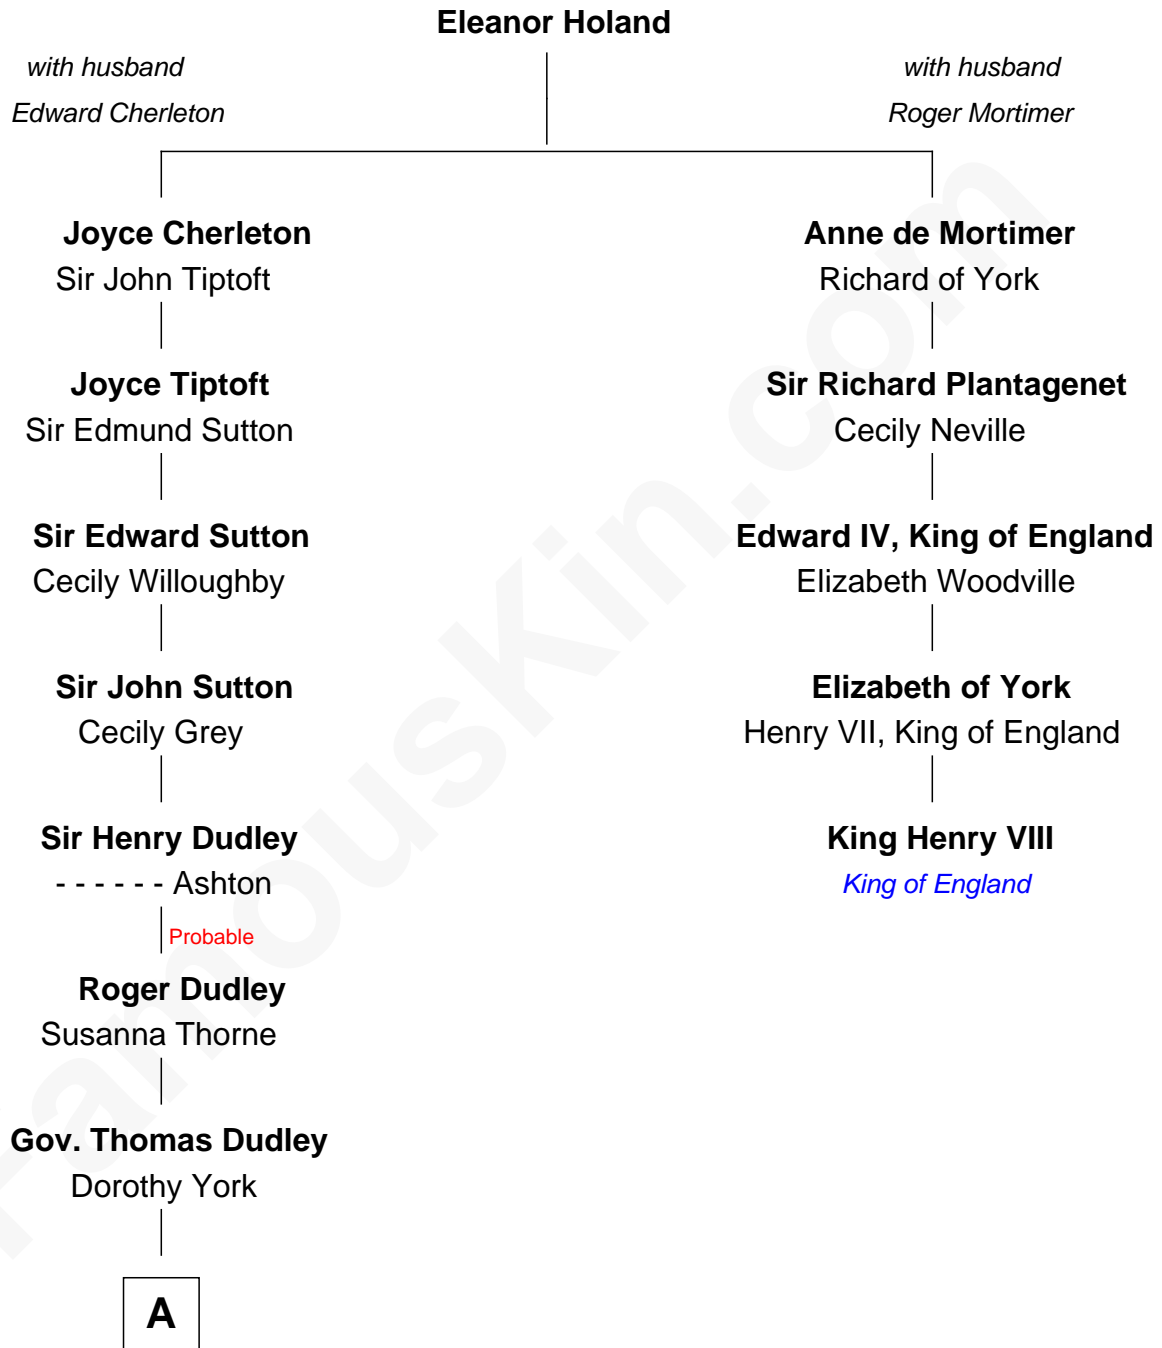 Eleanor Holand
with husband
Edward Cherleton
with husband
Roger Mortimer
Joyce Cherleton
Sir John Tiptoft
Anne de Mortimer
Richard of York
Joyce Tiptoft
Sir Edmund Sutton
Sir Richard Plantagenet
Cecily Neville
Sir Edward Sutton
Cecily Willoughby
Edward IV, King of England
Elizabeth Woodville
Sir John Sutton
Cecily Grey
Elizabeth of York
Henry VII, King of England
Sir Henry Dudley
- - - - - - Ashton
King Henry VIII
King of England
Probable
Roger Dudley
Susanna Thorne
Gov. Thomas Dudley
Dorothy York
A
FamousKin.com